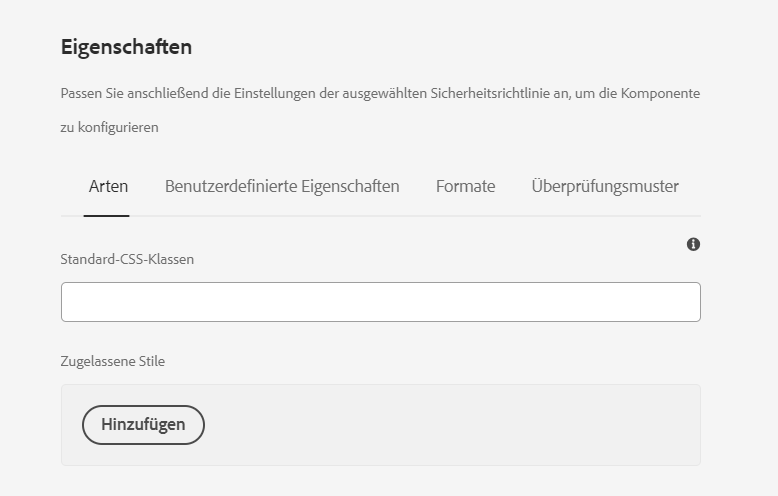 Eigenschaften
Passen Sie anschließend die Einstellungen der ausgewählten Sicherheitsrichtlinie an, um die Komponente
zu konfigurieren
Arten Benutzerdefinierte Eigenschaften Formate Überprüfungsmuster
Standard-CSS-Klassen
Zugelassene Stile
Hinzufügen